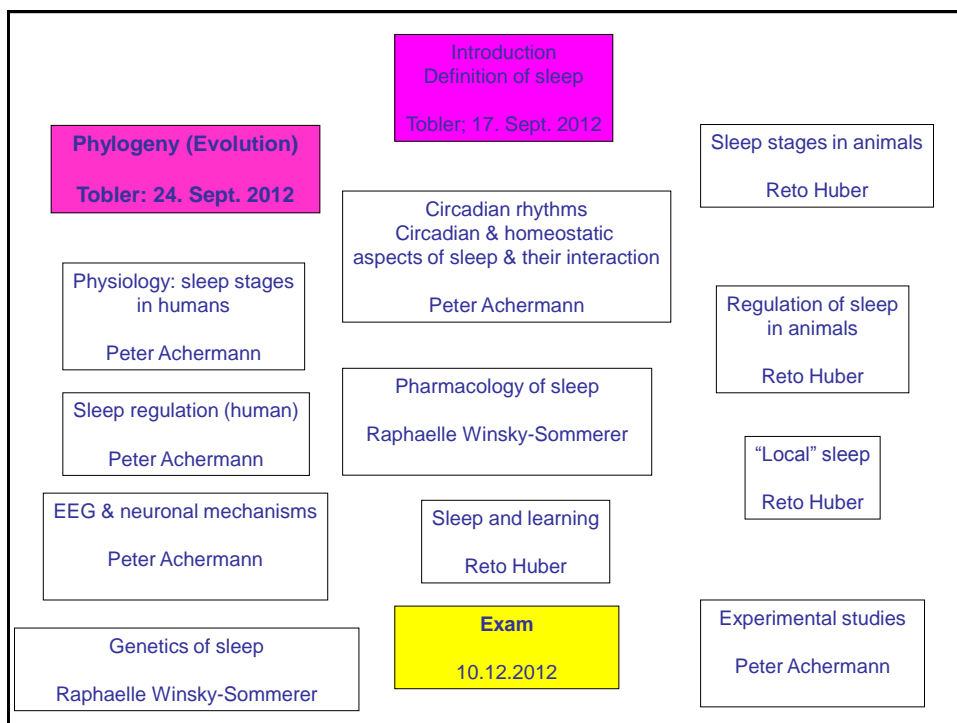 Introduction
Definition of sleep
Tobler; 17. Sept. 2012
Phylogeny (Evolution)
Tobler: 24. Sept. 2012
Sleep stages in animals
Reto Huber
Circadian rhythms
Circadian & homeostatic
aspects of sleep & their interaction
Peter Achermann
Physiology: sleep stages
in humans
Peter Achermann
Regulation of sleep
in animals
Reto Huber
Pharmacology of sleep
Raphaelle Winsky-Sommerer
Sleep regulation (human)
Peter Achermann
“Local” sleep
Reto Huber
EEG & neuronal mechanisms
Peter Achermann
Sleep and learning
Reto Huber
Exam
10.12.2012
Experimental studies
Peter Achermann
Genetics of sleep
Raphaelle Winsky-Sommerer